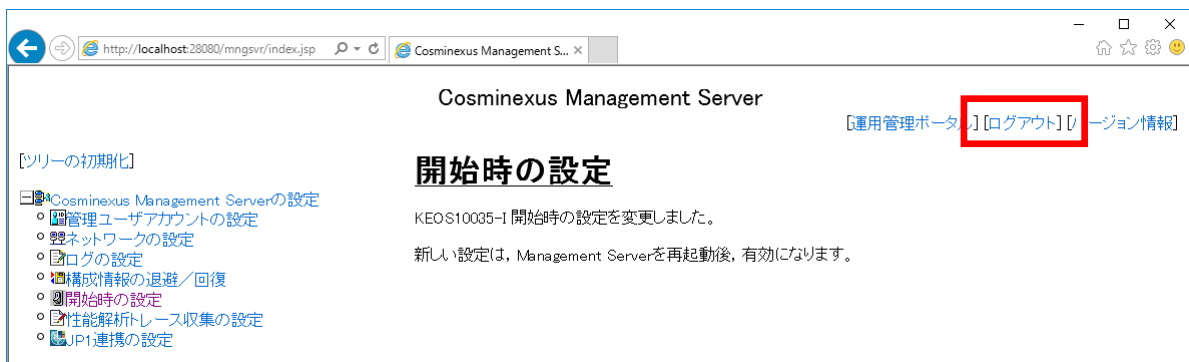 http://localhost:28080/mngsvr/index.jsp
Cosminexus Management S...
Cosminexus Management Server
[運用管理ポータル] [ログアウト] [バージョン情報]
[ツリーの初期化]
開始時の設定
Cosminexus Management Serverの設定
KEOS10035-I 開始時の設定を変更しました。
管理ユーザアカウントの設定
ネットワークの設定
新しい設定は，Management Serverを再起動後，有効になります。
ログの設定
構成情報の退避／回復
開始時の設定
性能解析トレース収集の設定
JP1連携の設定